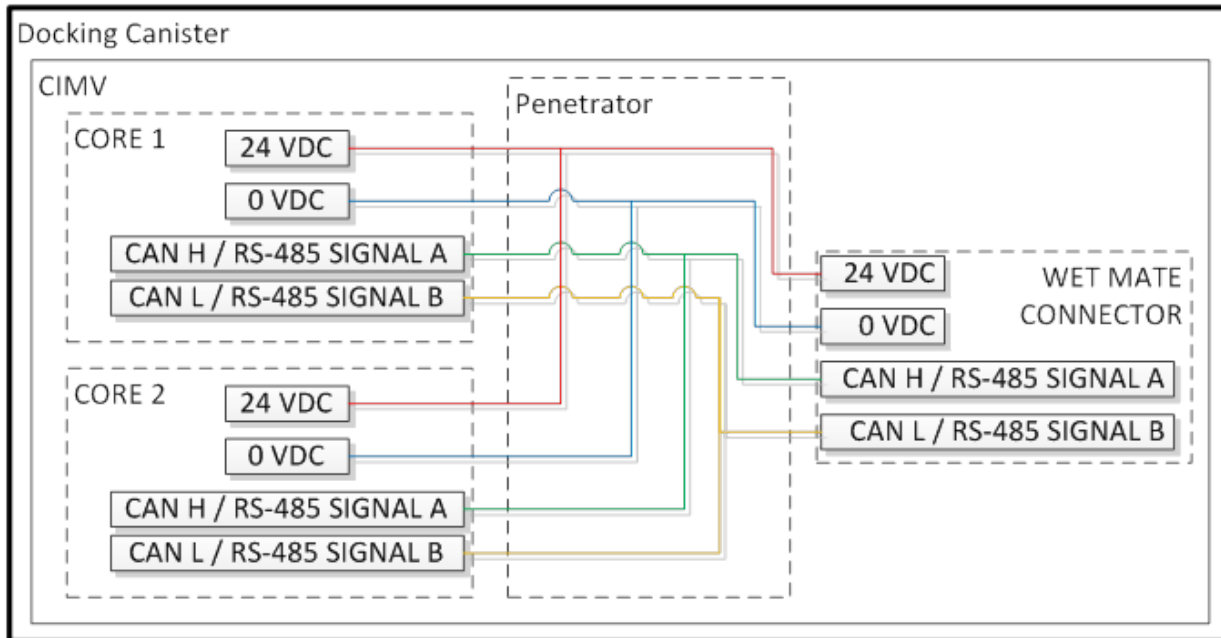 Docking Canister
CIMV
Penetrator
CORE 1
24 VDC
0 VDC
CAN H / RS-485 SIGNAL A
CAN L / RS-485 SIGNAL B
CORE 2
24 VDC
0 VDC
CAN H / RS-485 SIGNAL A
CAN L / RS-485 SIGNAL B
WET MATE
CONNECTOR
24 VDC
0 VDC
CAN H / RS-485 SIGNAL A
CAN L / RS-485 SIGNAL B